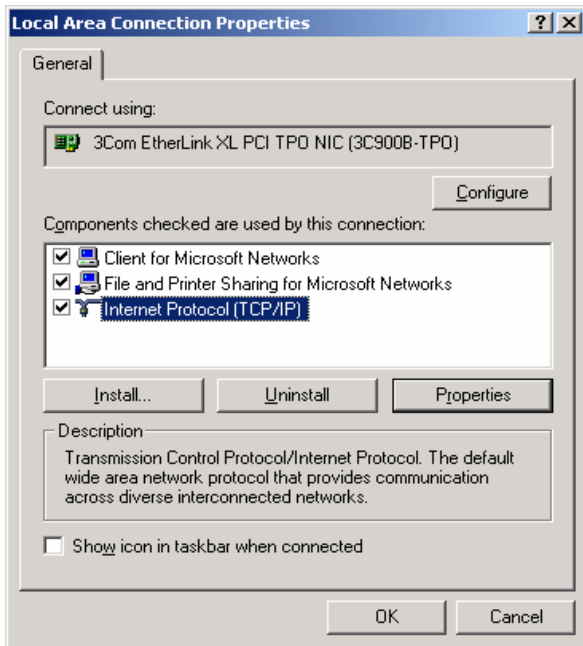 Local Area Connection Properties
General
Connect using:
3Com EtherLink XL PCI TPO NIC (3C900B-TPO)
Configure
Components checked are used by this connection:
Client for Microsoft Networks
File and Printer Sharing for Microsoft Networks
Internet Protocol (TCP/IP)
Install... Uninstall Properties
Description
Transmission Control Protocol/Internet Protocol. The default
wide area network protocol that provides communication
across diverse interconnected networks.
Show icon in taskbar when connected
OK Cancel